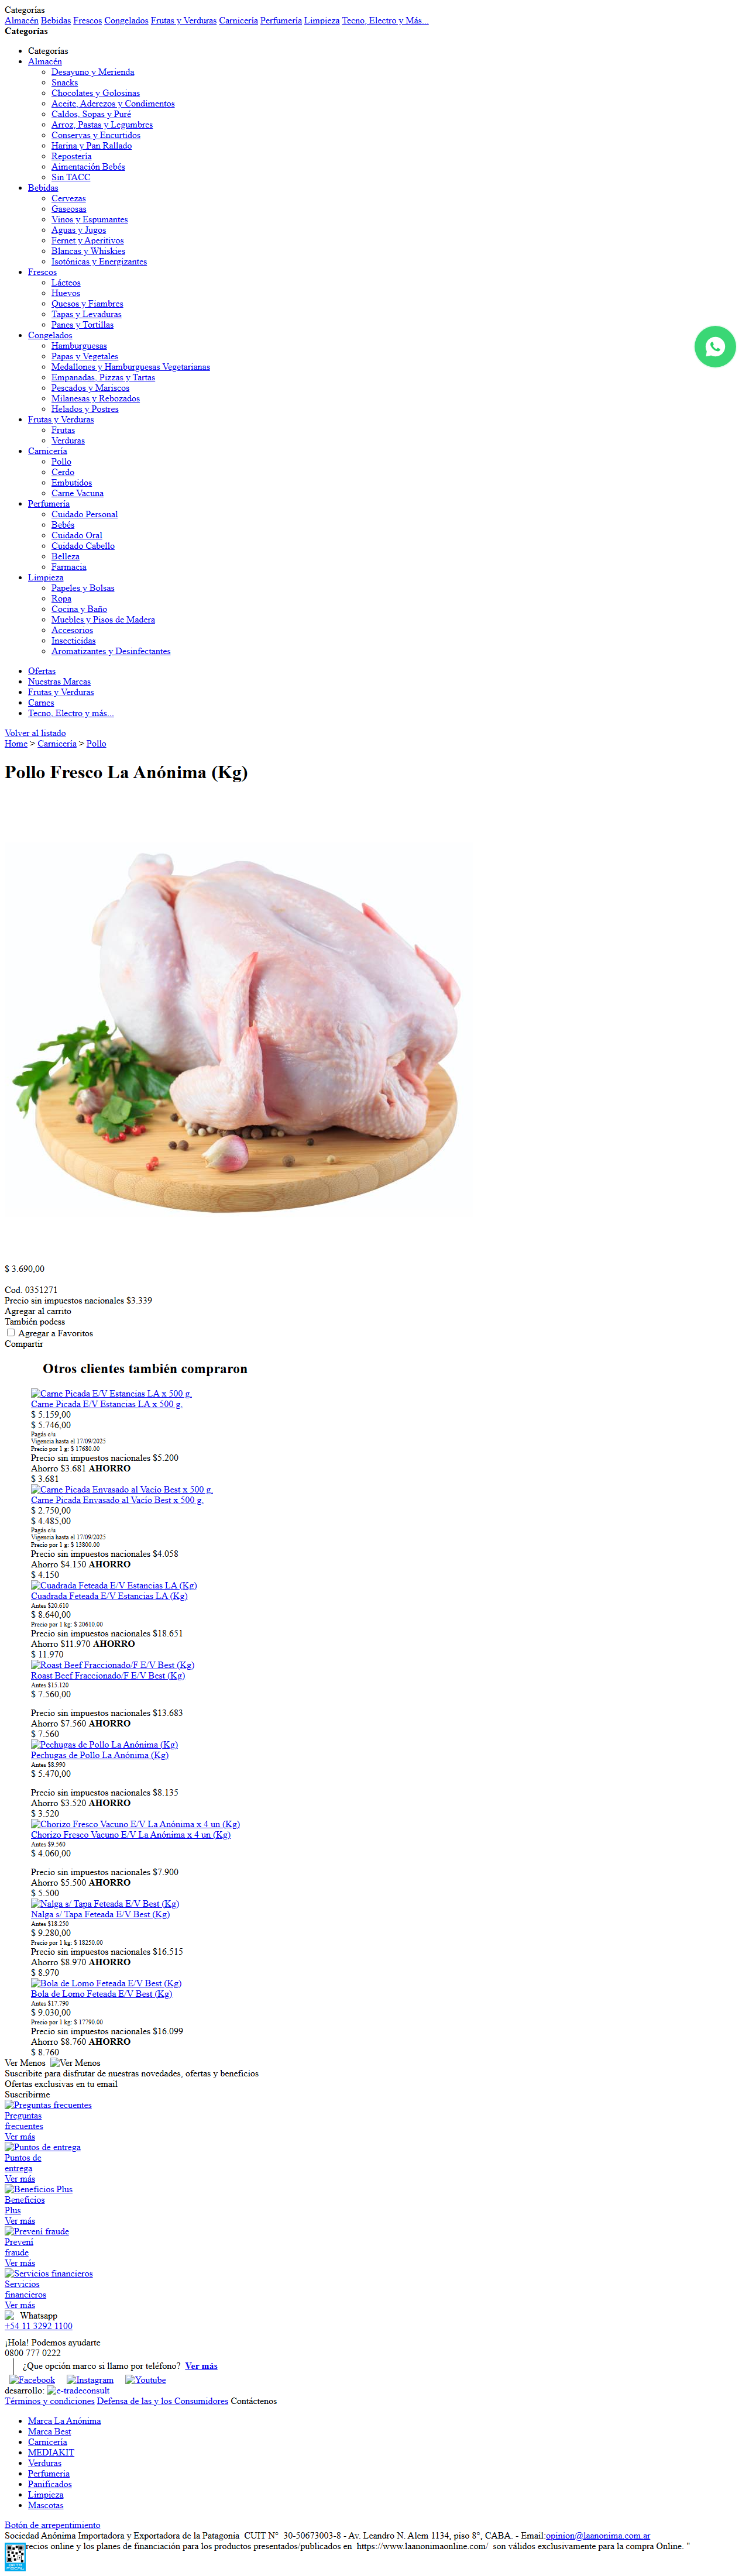 Categorías
Almacén Bebidas Frescos Congelados Frutas y Verduras Carnicería Perfumería Limpieza Tecno, Electro y Más...
Categorías
Categorías
Almacén
Desayuno y Merienda
Snacks
Chocolates y Golosinas
Aceite, Aderezos y Condimentos
Caldos, Sopas y Puré
Arroz, Pastas y Legumbres
Conservas y Encurtidos
Harina y Pan Rallado
Repostería
Aimentación Bebés
Sin TACC
Bebidas
Cervezas
Gaseosas
Vinos y Espumantes
Aguas y Jugos
Fernet y Aperitivos
Blancas y Whiskies
Isotónicas y Energizantes
Frescos
Lácteos
Huevos
Quesos y Fiambres
Tapas y Levaduras
Panes y Tortillas
Congelados
Hamburguesas
Papas y Vegetales
Medallones y Hamburguesas Vegetarianas
Empanadas, Pizzas y Tartas
Pescados y Mariscos
Milanesas y Rebozados
Helados y Postres
Frutas y Verduras
Frutas
Verduras
Carnicería
Pollo
Cerdo
Embutidos
Carne Vacuna
Perfumería
Cuidado Personal
Bebés
Cuidado Oral
Cuidado Cabello
Belleza
Farmacia
Limpieza
Papeles y Bolsas
Ropa
Cocina y Baño
Muebles y Pisos de Madera
Accesorios
Insecticidas
Aromatizantes y Desinfectantes
Ofertas
Nuestras Marcas
Frutas y Verduras
Carnes
Tecno, Electro y más...
Volver al listado
Home > Carnicería > Pollo
Pollo Fresco La Anónima (Kg)
$ 3.690,00
Cod. 0351271
Precio sin impuestos nacionales $3.339
Agregar al carrito
También podess
Agregar a Favoritos
Compartir
Otros clientes también compraron
Carne Picada E/V Estancias LA x 500 g.
Carne Picada E/V Estancias LA x 500 g.
$ 5.159,00
$ 5.746,00
Pagás c/u
Vigencia hasta el 17/09/2025
Precio por 1 g: $ 17680.00
Precio sin impuestos nacionales $5.200
Ahorro $3.681 AHORRO
$ 3.681
Carne Picada Envasado al Vacío Best x 500 g.
Carne Picada Envasado al Vacío Best x 500 g.
$ 2.750,00
$ 4.485,00
Pagás c/u
Vigencia hasta el 17/09/2025
Precio por 1 g: $ 13800.00
Precio sin impuestos nacionales $4.058
Ahorro $4.150 AHORRO
$ 4.150
Cuadrada Feteada E/V Estancias LA (Kg)
Cuadrada Feteada E/V Estancias LA (Kg)
Antes $20.610
$ 8.640,00
Precio por 1 kg: $ 20610.00
Precio sin impuestos nacionales $18.651
Ahorro $11.970 AHORRO
$ 11.970
Roast Beef Fraccionado/F E/V Best (Kg)
Roast Beef Fraccionado/F E/V Best (Kg)
Antes $15.120
$ 7.560,00
Precio sin impuestos nacionales $13.683
Ahorro $7.560 AHORRO
$ 7.560
Pechugas de Pollo La Anónima (Kg)
Pechugas de Pollo La Anónima (Kg)
Antes $8.990
$ 5.470,00
Precio sin impuestos nacionales $8.135
Ahorro $3.520 AHORRO
$ 3.520
Chorizo Fresco Vacuno E/V La Anónima x 4 un (Kg)
Chorizo Fresco Vacuno E/V La Anónima x 4 un (Kg)
Antes $9.560
$ 4.060,00
Precio sin impuestos nacionales $7.900
Ahorro $5.500 AHORRO
$ 5.500
Nalga s/ Tapa Feteada E/V Best (Kg)
Nalga s/ Tapa Feteada E/V Best (Kg)
Antes $18.250
$ 9.280,00
Precio por 1 kg: $ 18250.00
Precio sin impuestos nacionales $16.515
Ahorro $8.970 AHORRO
$ 8.970
Bola de Lomo Feteada E/V Best (Kg)
Bola de Lomo Feteada E/V Best (Kg)
Antes $17.790
$ 9.030,00
Precio por 1 kg: $ 17790.00
Precio sin impuestos nacionales $16.099
Ahorro $8.760 AHORRO
$ 8.760
Ver Menos Ver Menos
Suscribite para disfrutar de nuestras novedades, ofertas y beneficios
Ofertas exclusivas en tu email
Suscribirme
Preguntas frecuentes
Preguntas
frecuentes
Ver más
Puntos de entrega
Puntos de
entrega
Ver más
Beneficios Plus
Beneficios
Plus
Ver más
Prevení fraude
Prevení
fraude
Ver más
Servicios financieros
Servicios
financieros
Ver más
Whatsapp
+54 11 3292 1100
¡Hola! Podemos ayudarte
0800 777 0222
¿Que opción marco si llamo por teléfono? Ver más
Facebook Instagram Youtube
desarrollo: e-tradeconsult
Términos y condiciones Defensa de las y los Consumidores Contáctenos
Marca La Anónima
Marca Best
Carnicería
MEDIAKIT
Verduras
Perfumeria
Panificados
Limpieza
Mascotas
Botón de arrepentimiento
Sociedad Anónima Importadora y Exportadora de la Patagonia CUIT N° 30-50673003-8 - Av. Leandro N. Alem 1134, piso 8°, CABA. - Email:opinion@laanonima.com.ar
recios online y los planes de financiación para los productos presentados/publicados en https://www.laanonimaonline.com/ son válidos exclusivamente para la compra Online. "